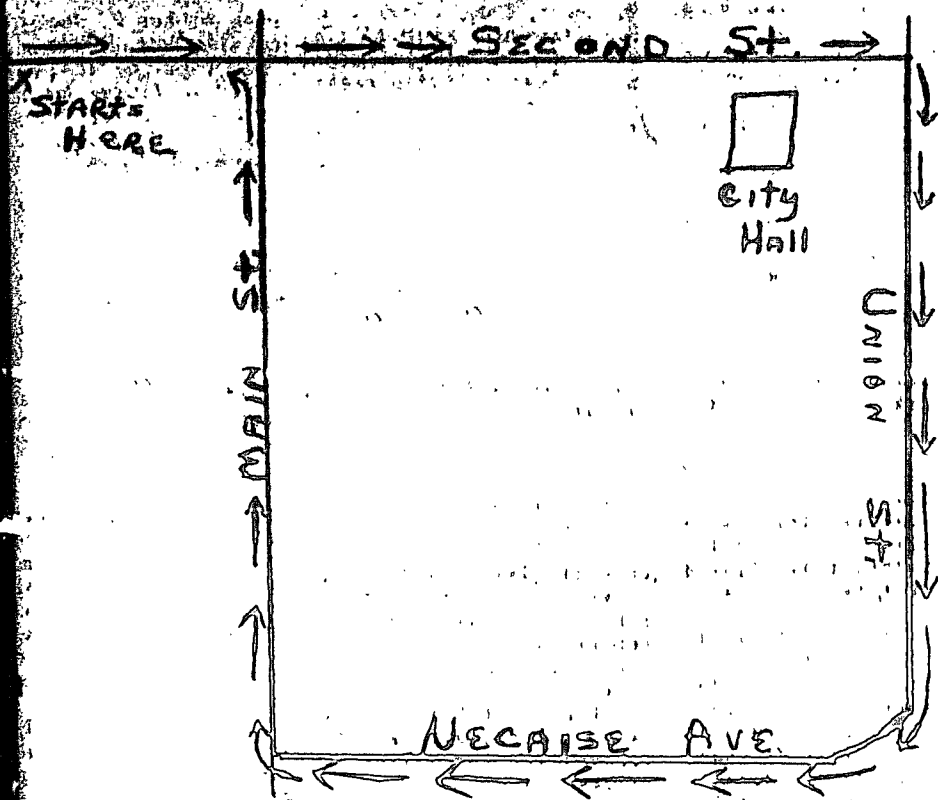 SECOND St.
StARts
HERE
City
Hall
MAIN St.
UNION St.
NECAISE AVE.